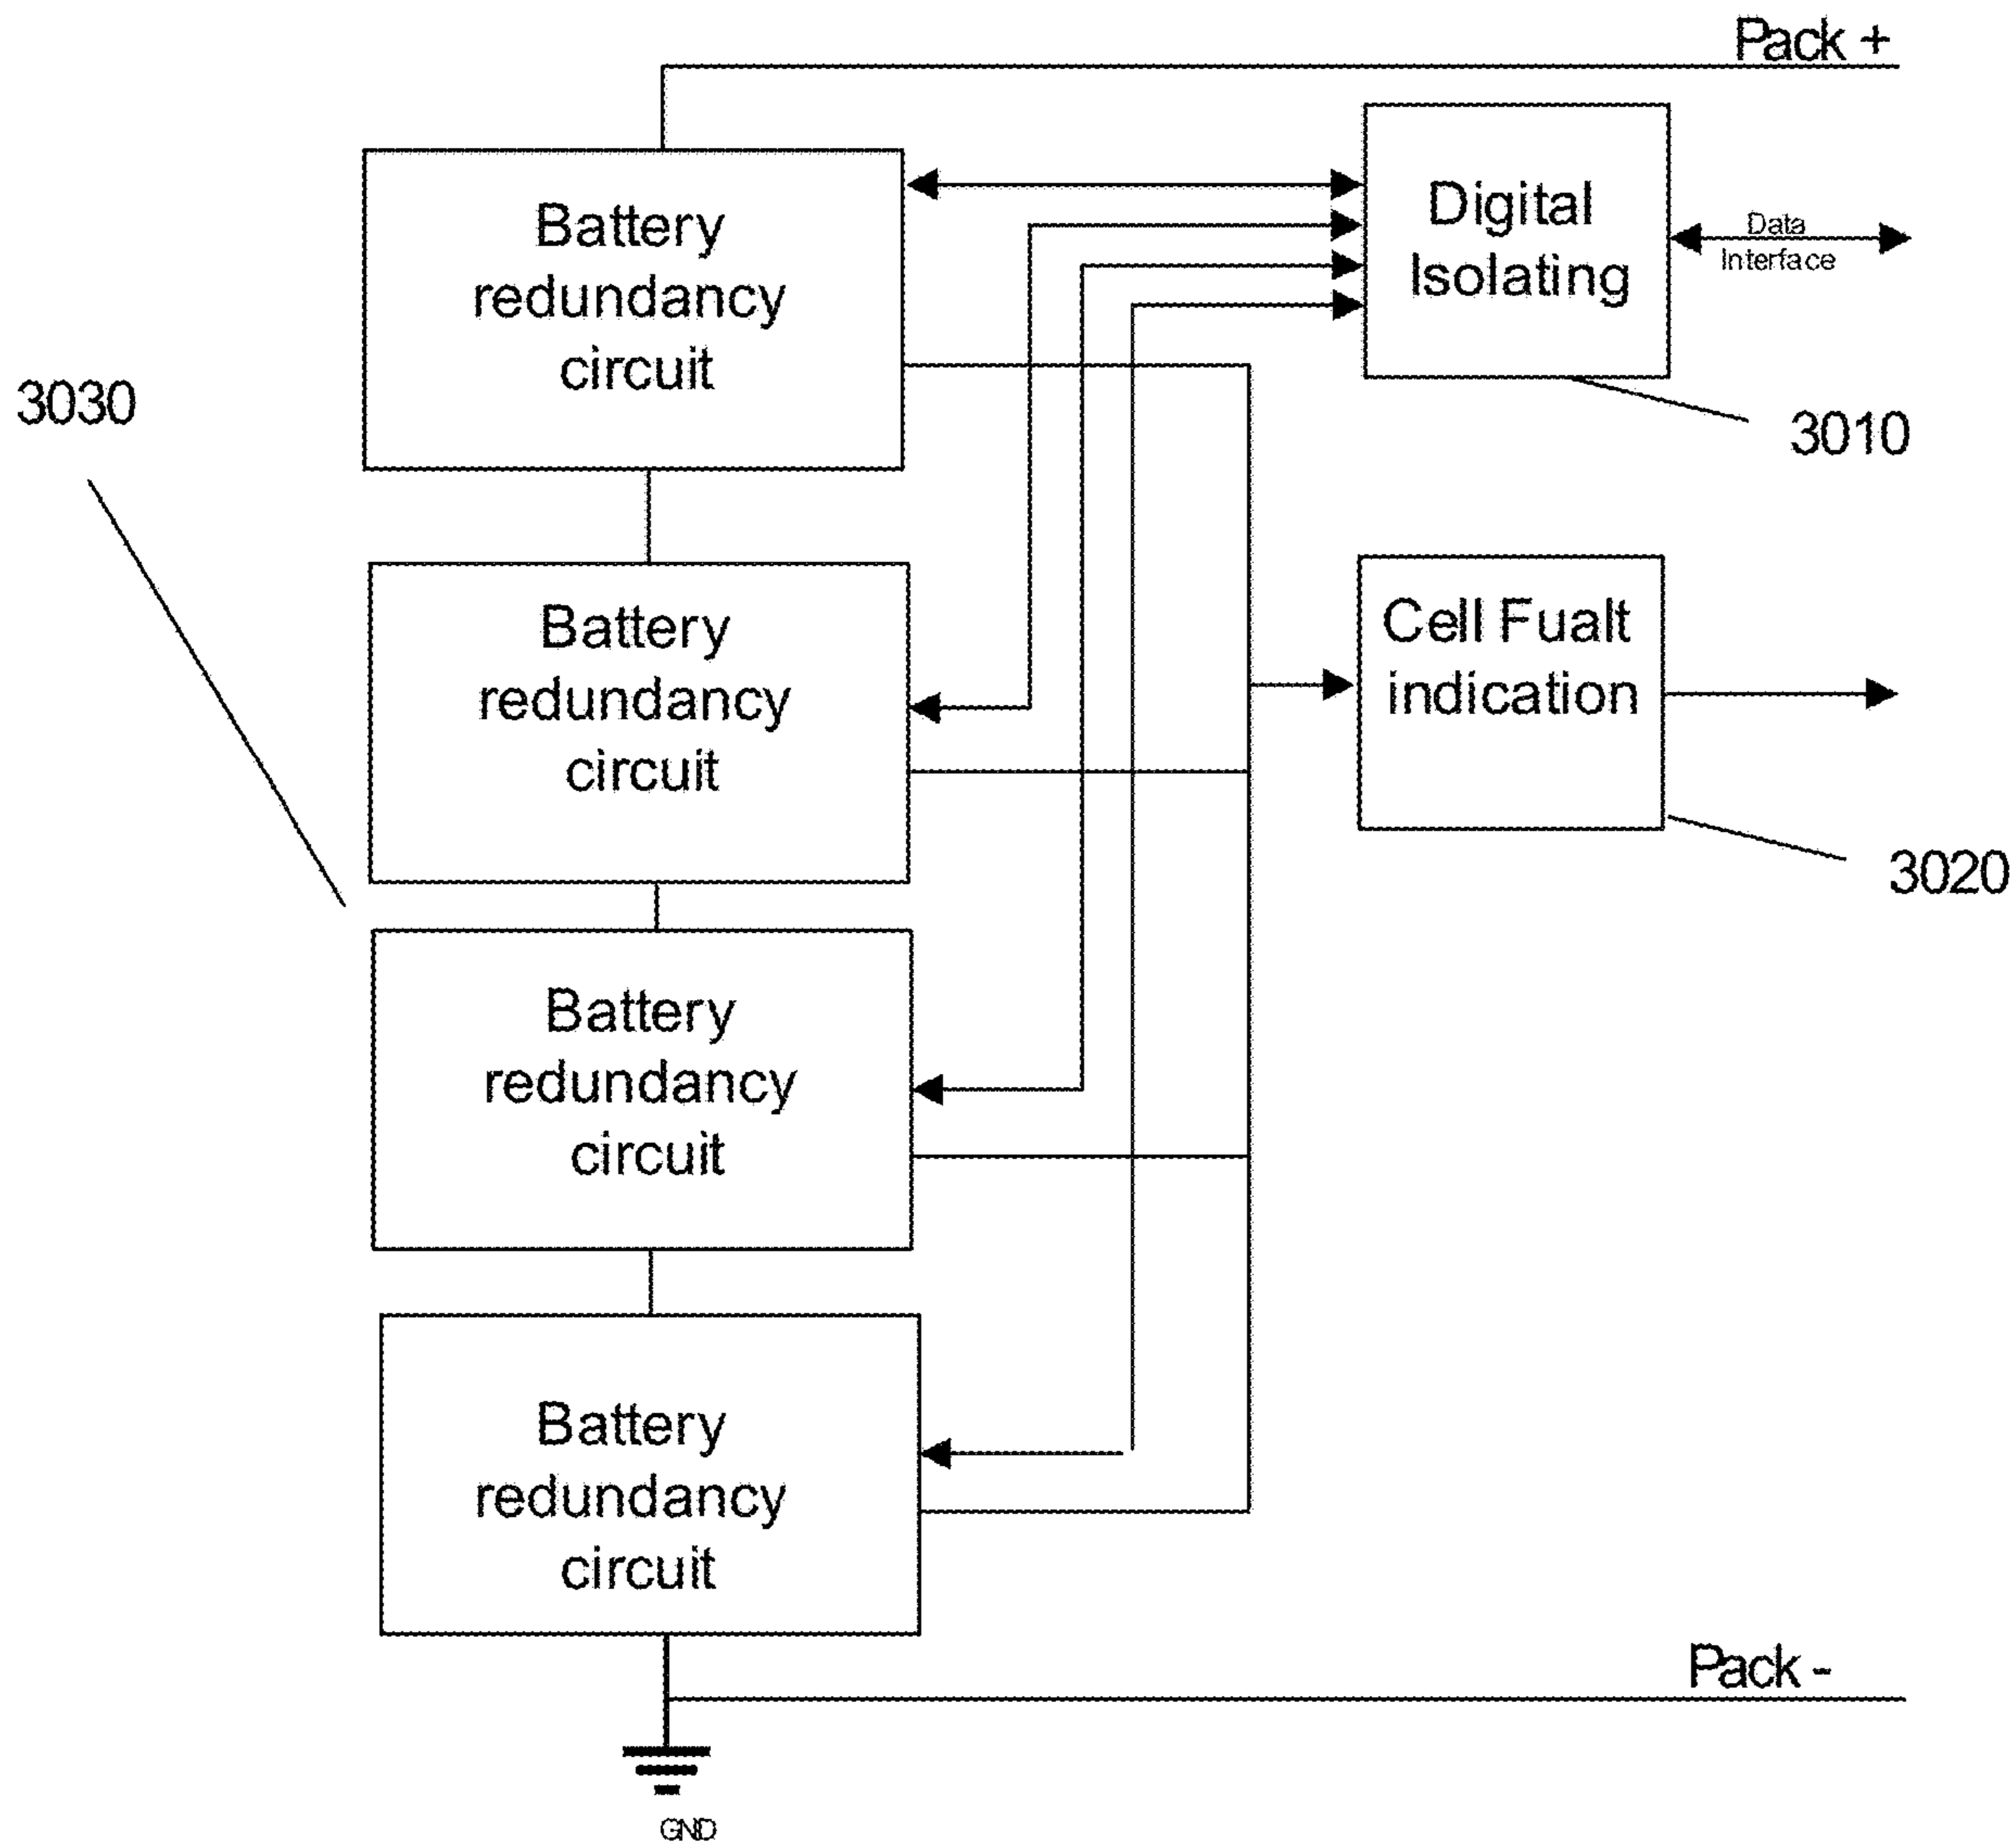 Pack +
Battery
redundancy
circuit
Digital
Isolating
Data
Interface
3030
3010
Battery
redundancy
circuit
Cell Fualt
indication
3020
Battery
redundancy
circuit
Battery
redundancy
circuit
Pack -
GND